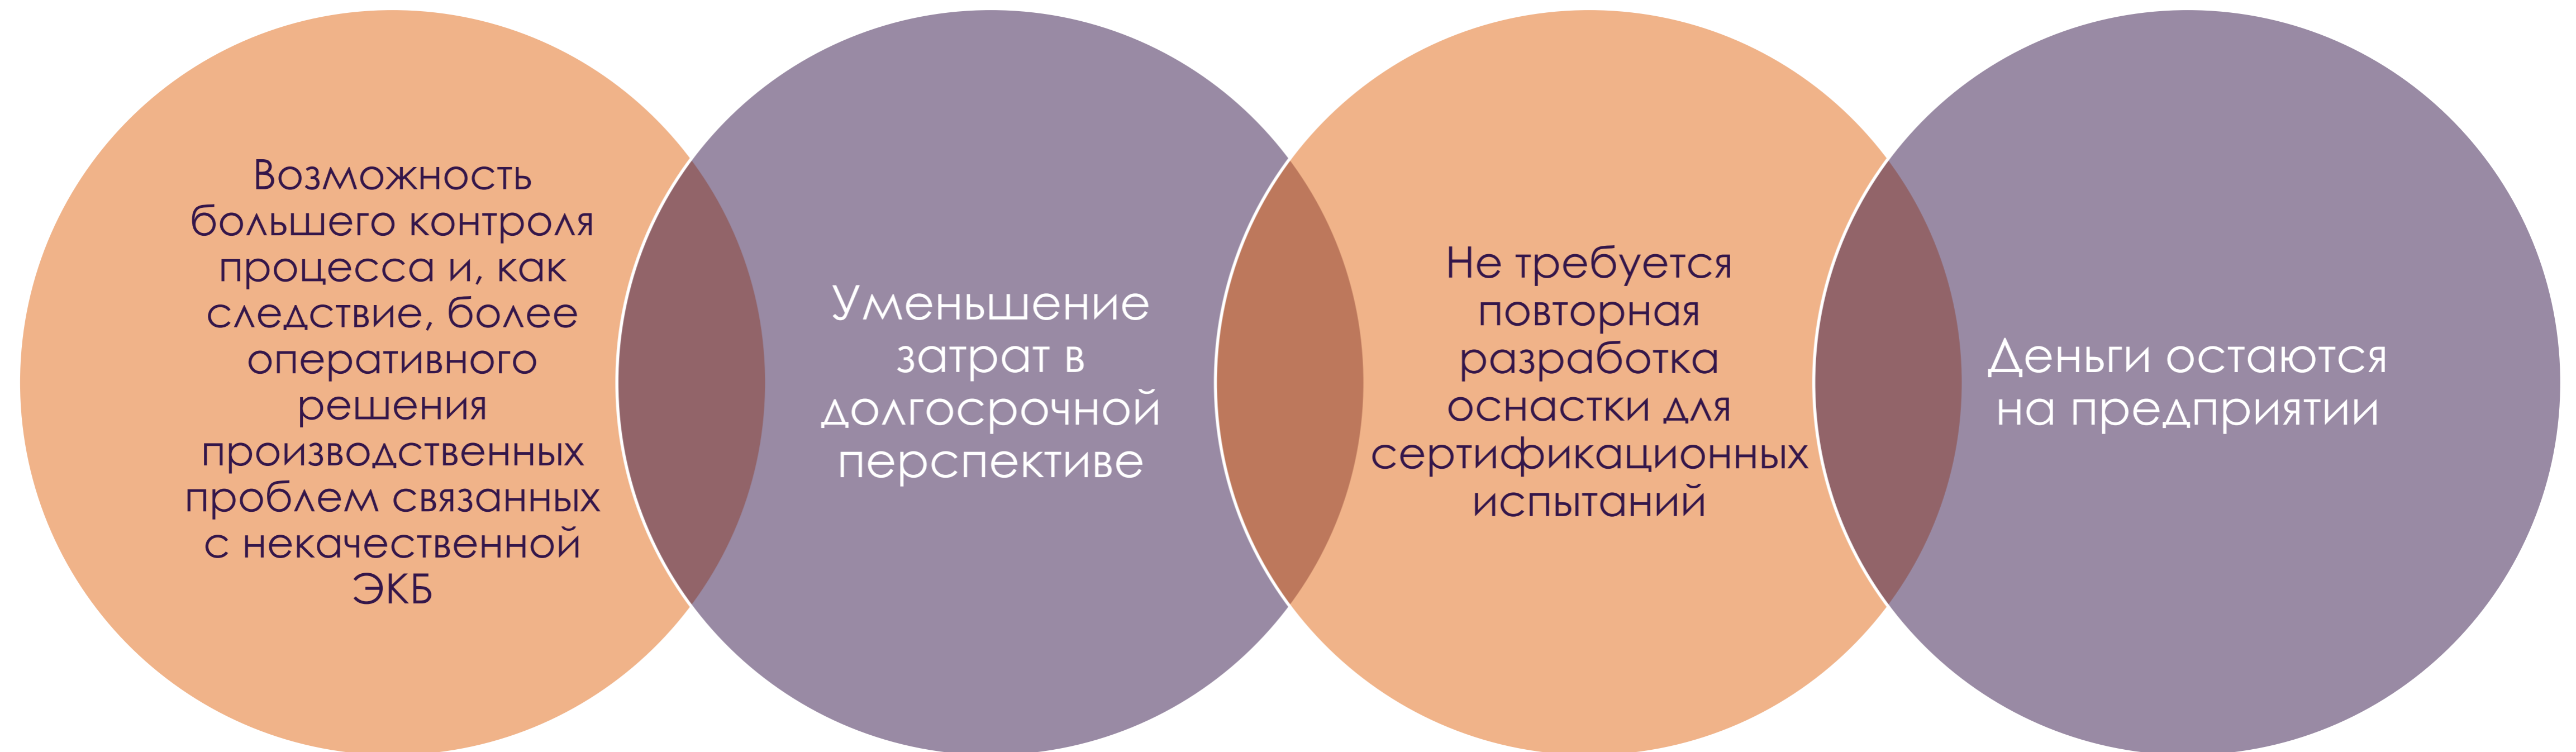 Возможность
большего контроля
процесса и, как
следствие, более
оперативного
решения
производственных
проблем связанных
с некачественной
ЭКБ
Уменьшение
затрат в
долгосрочной
перспективе
Не требуется
повторная
разработка
оснастки для
сертификационных
испытаний
Деньги остаются
на предприятии